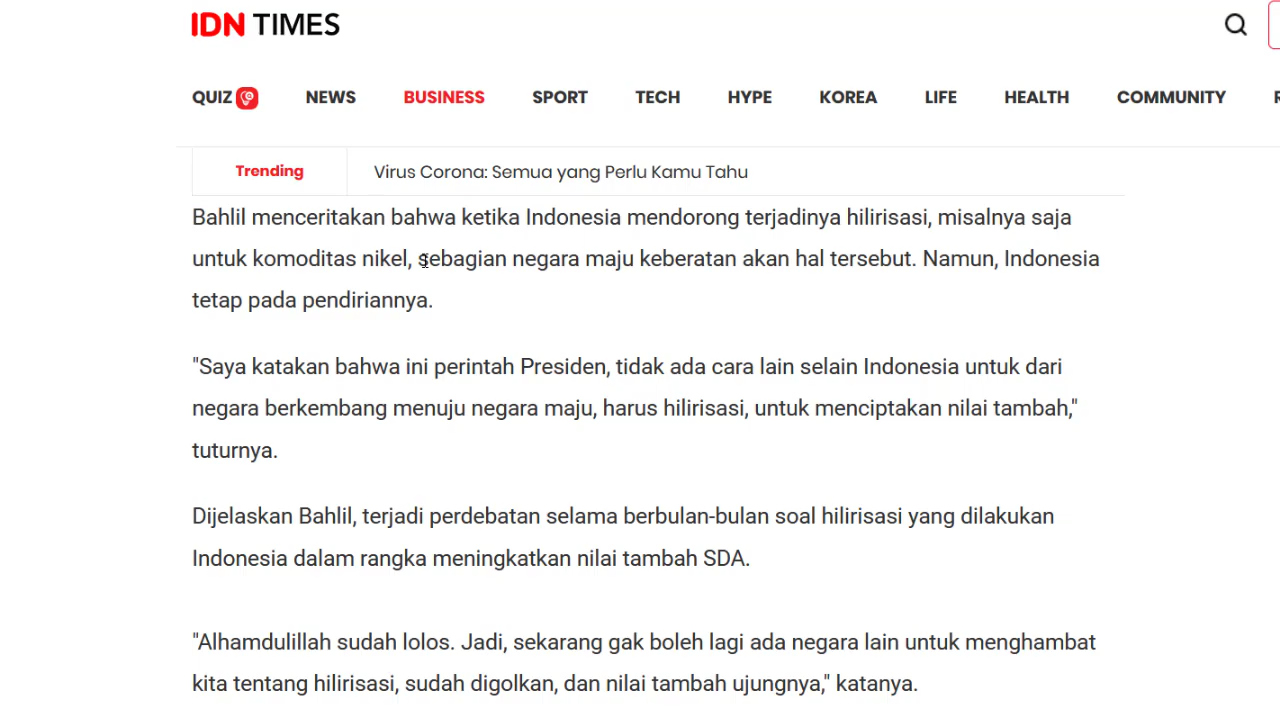 IDN TIMES
QUIZ NEWS BUSINESS SPORT TECH HYPE KOREA LIFE HEALTH COMMUNITY
Trending Virus Corona: Semua yang Perlu Kamu Tahu
Bahlil menceritakan bahwa ketika Indonesia mendorong terjadinya hilirisasi, misalnya saja
untuk komoditas nikel, sebagian negara maju keberatan akan hal tersebut. Namun, Indonesia
tetap pada pendiriannya.
"Saya katakan bahwa ini perintah Presiden, tidak ada cara lain selain Indonesia untuk dari
negara berkembang menuju negara maju, harus hilirisasi, untuk menciptakan nilai tambah,"
tuturnya.
Dijelaskan Bahlil, terjadi perdebatan selama berbulan-bulan soal hilirisasi yang dilakukan
Indonesia dalam rangka meningkatkan nilai tambah SDA.
"Alhamdulillah sudah lolos. Jadi, sekarang gak boleh lagi ada negara lain untuk menghambat
kita tentang hilirisasi, sudah digolkan, dan nilai tambah ujungnya," katanya.